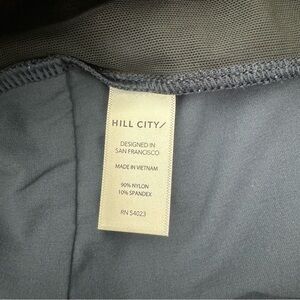 HILL CITY/
DESIGNED IN
SAN FRANCISCO
MADE IN VIETNAM
90% NYLON
10% SPANDEX
RN 54023